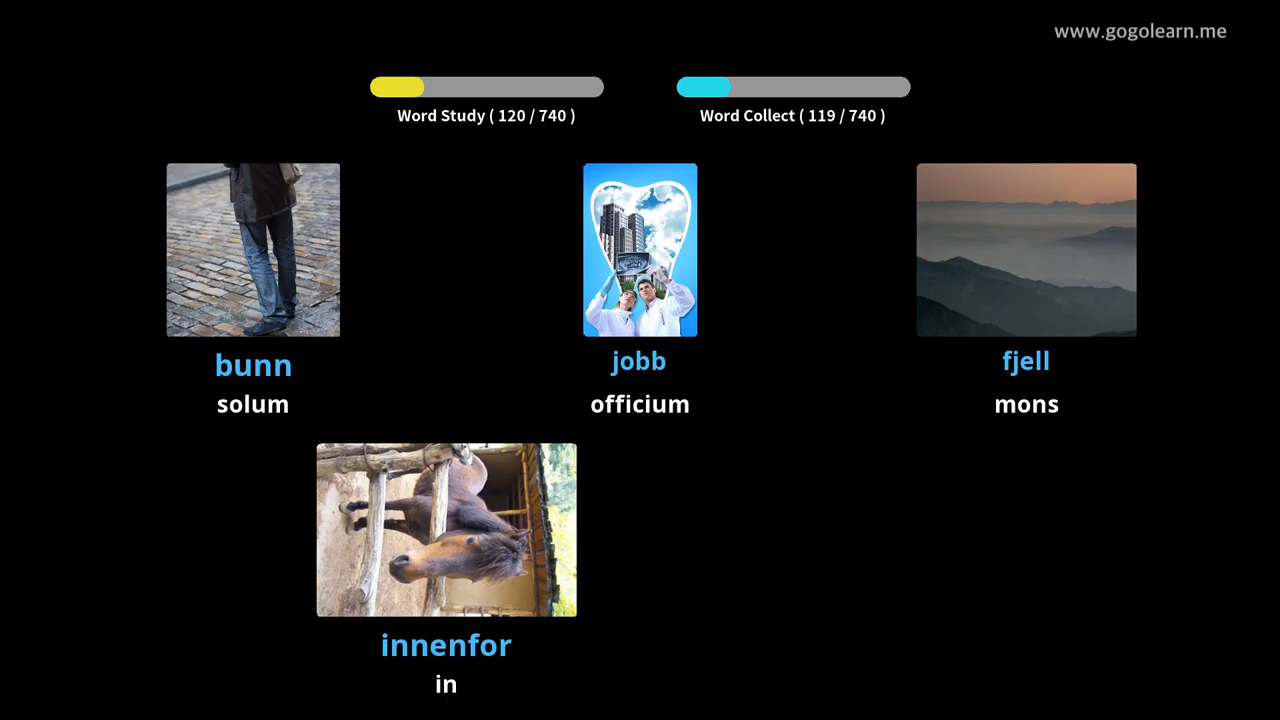 www.gogolearn.me
Word Study ( 120 / 740 )
Word Collect ( 119 / 740 )
bunn
solum
jobb
officium
fjell
mons
innenfor
in